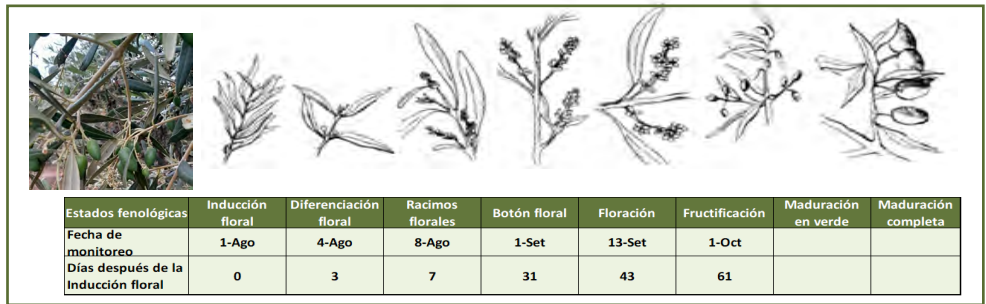 Estados fenológicas Inducción floral Diferenciación floral Racimos florales Botón floral Floración Fructificación Maduración en verde Maduración completa
Fecha de monitoreo 1-Ago 4-Ago 8-Ago 1-Set 13-Set 1-Oct
Días después de la Inducción floral 0 3 7 31 43 61